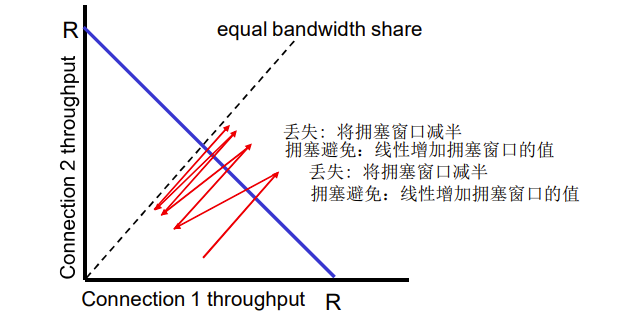 R
equal bandwidth share
Connection 2 throughput
丢失: 将拥塞窗口减半
拥塞避免: 线性增加拥塞窗口的值
丢失: 将拥塞窗口减半
拥塞避免: 线性增加拥塞窗口的值
Connection 1 throughput
R